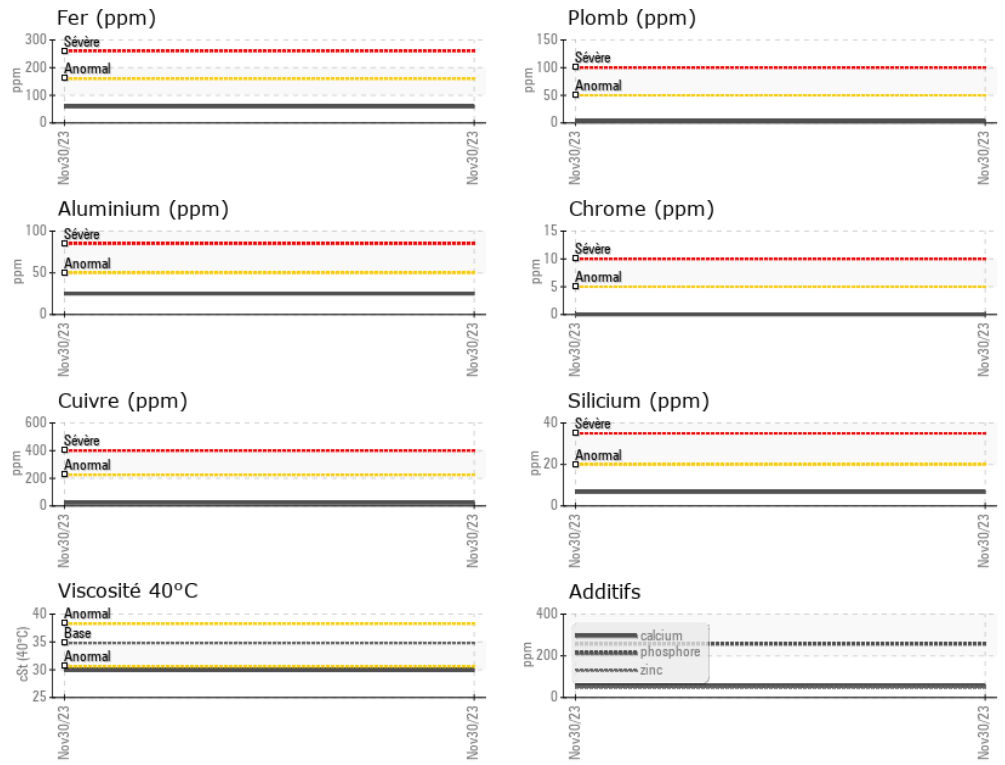 Fer (ppm)
300
200
100
0
ppm
Sévère
Anormal
Nov30/23
Nov30/23
Plomb (ppm)
150
100
50
0
ppm
Sévère
Anormal
Nov30/23
Nov30/23
Aluminium (ppm)
100
50
0
ppm
Sévère
Anormal
Nov30/23
Nov30/23
Chrome (ppm)
15
10
5
0
ppm
Sévère
Anormal
Nov30/23
Nov30/23
Cuivre (ppm)
600
400
200
0
ppm
Sévère
Anormal
Nov30/23
Nov30/23
Silicium (ppm)
40
20
0
ppm
Sévère
Anormal
Nov30/23
Nov30/23
Viscosité 40°C
40
35
30
25
cSt (40°C)
Anormal
Base
Anormal
Nov30/23
Nov30/23
Additifs
400
200
0
ppm
calcium
phosphore
zinc
Nov30/23
Nov30/23